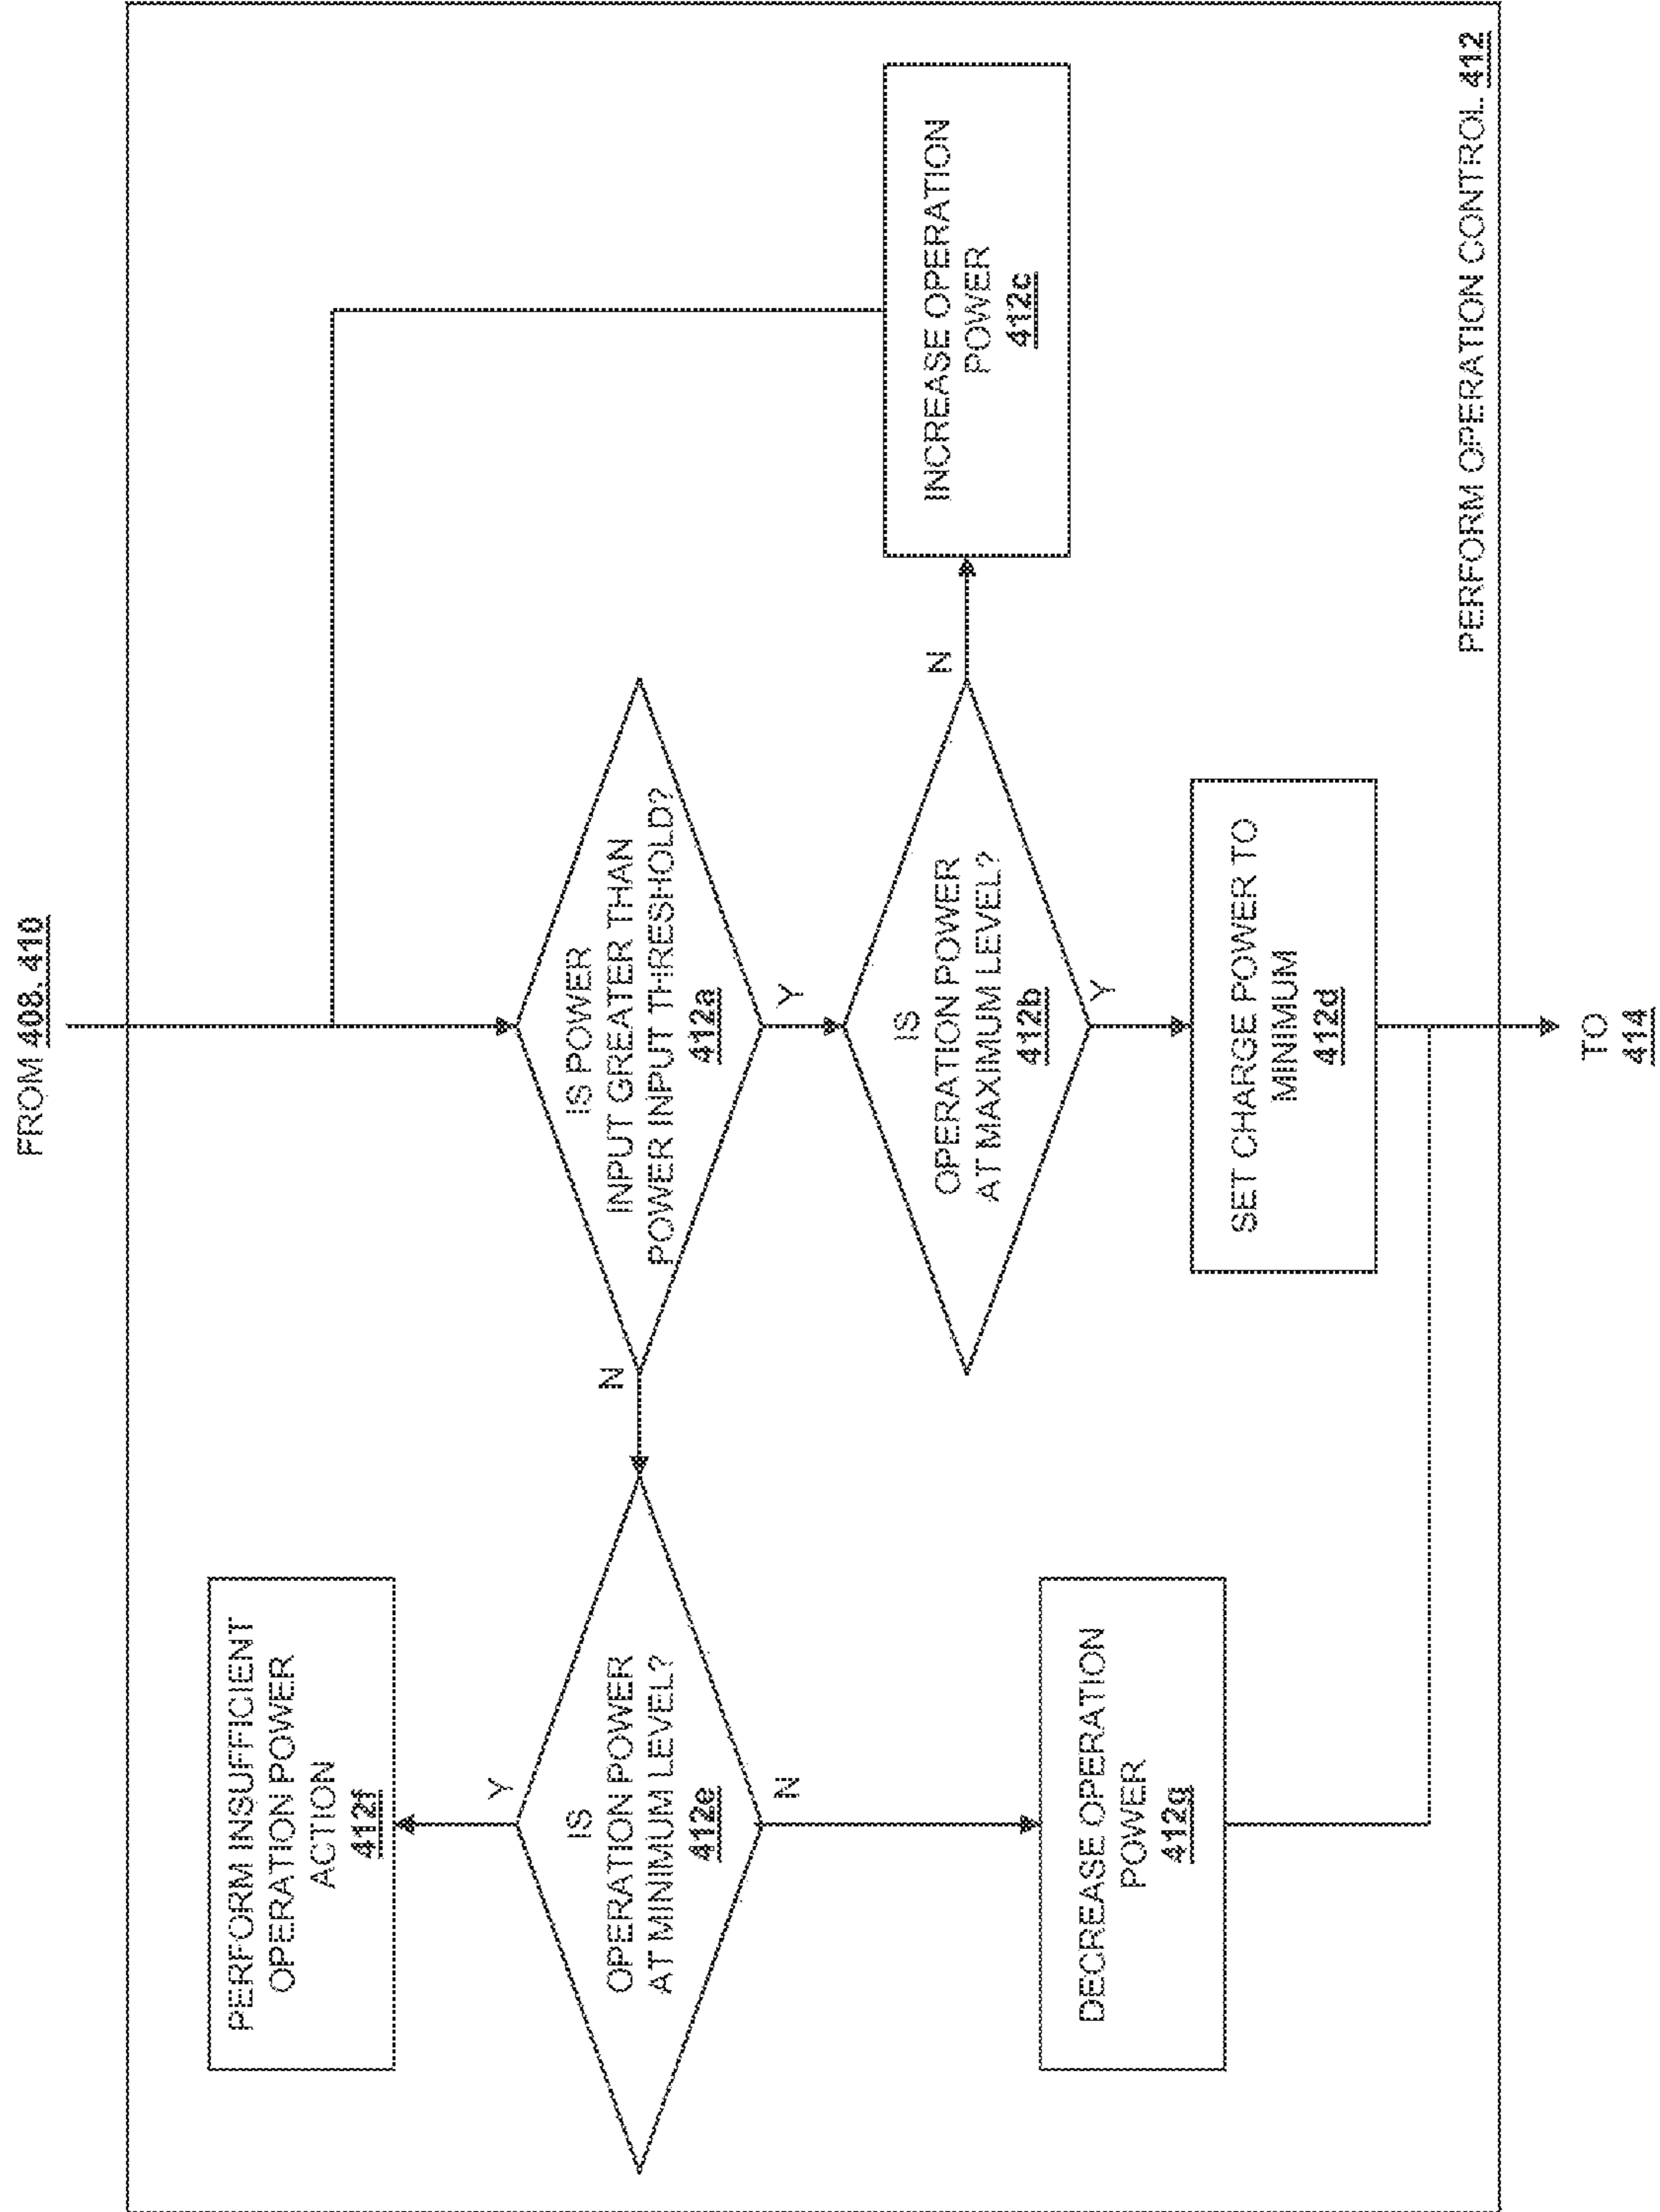 FROM 408, 410
IS POWER
INPUT GREATER THAN
POWER INPUT THRESHOLD?
412a
Y
N
IS
OPERATION POWER
AT MAXIMUM LEVEL?
412b
N
Y
INCREASE OPERATION
POWER
412c
SET CHARGE POWER TO
MINIMUM
412d
IS
OPERATION POWER
AT MINIMUM LEVEL?
412e
Y
N
PERFORM INSUFFICIENT
OPERATION POWER
ACTION
412f
DECREASE OPERATION
POWER
412g
PERFORM OPERATION CONTROL 412
TO
414